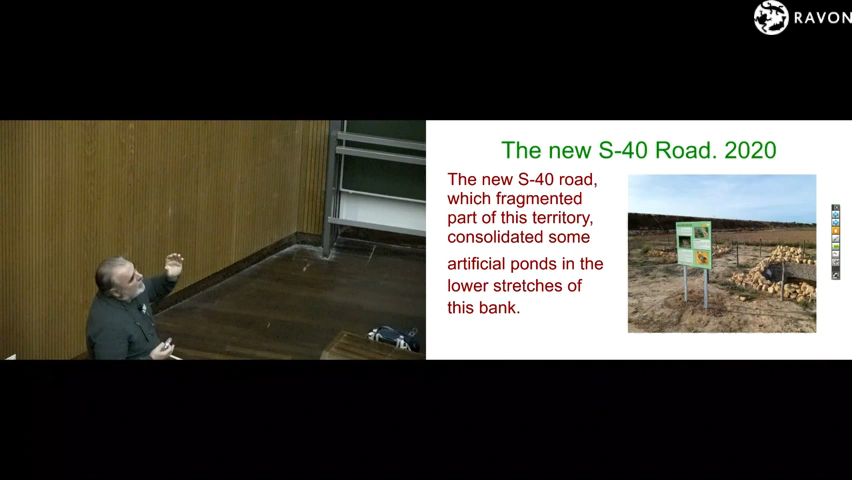 RAVON
The new S-40 Road. 2020
The new S-40 road,
which fragmented
part of this territory,
consolidated some
artificial ponds in the
lower stretches of
this bank.